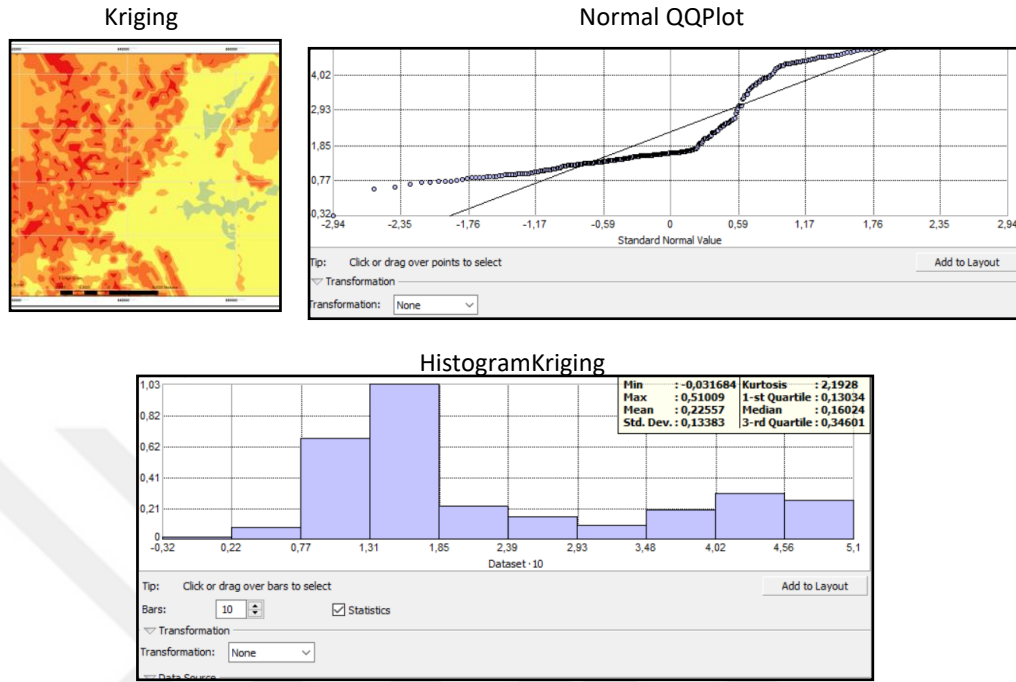 Kriging
Normal QQPlot
4,02
2,93
1,85
0,77
0,32
-2,94 -2,35 -1,76 -1,17 -0,59 0 0,59 1,17 1,76 2,35 2,94
Standard Normal Value
Tip: Click or drag over points to select
Add to Layout
Transformation
Transformation: None
HistogramKriging
Min : -0,031684 Kurtosis : 2,1928
Max : 0,51009 1-st Quartile : 0,13034
Mean : 0,22557 Median : 0,16024
Std. Dev. : 0,13383 3-rd Quartile : 0,34601
1,03
0,82
0,62
0,41
0,21
0
-0,32 0,22 0,77 1,31 1,85 2,39 2,93 3,48 4,02 4,56 5,1
Dataset · 10
Tip: Click or drag over bars to select
Add to Layout
Bars: 10 Statistics
Transformation
Transformation: None
Data Source